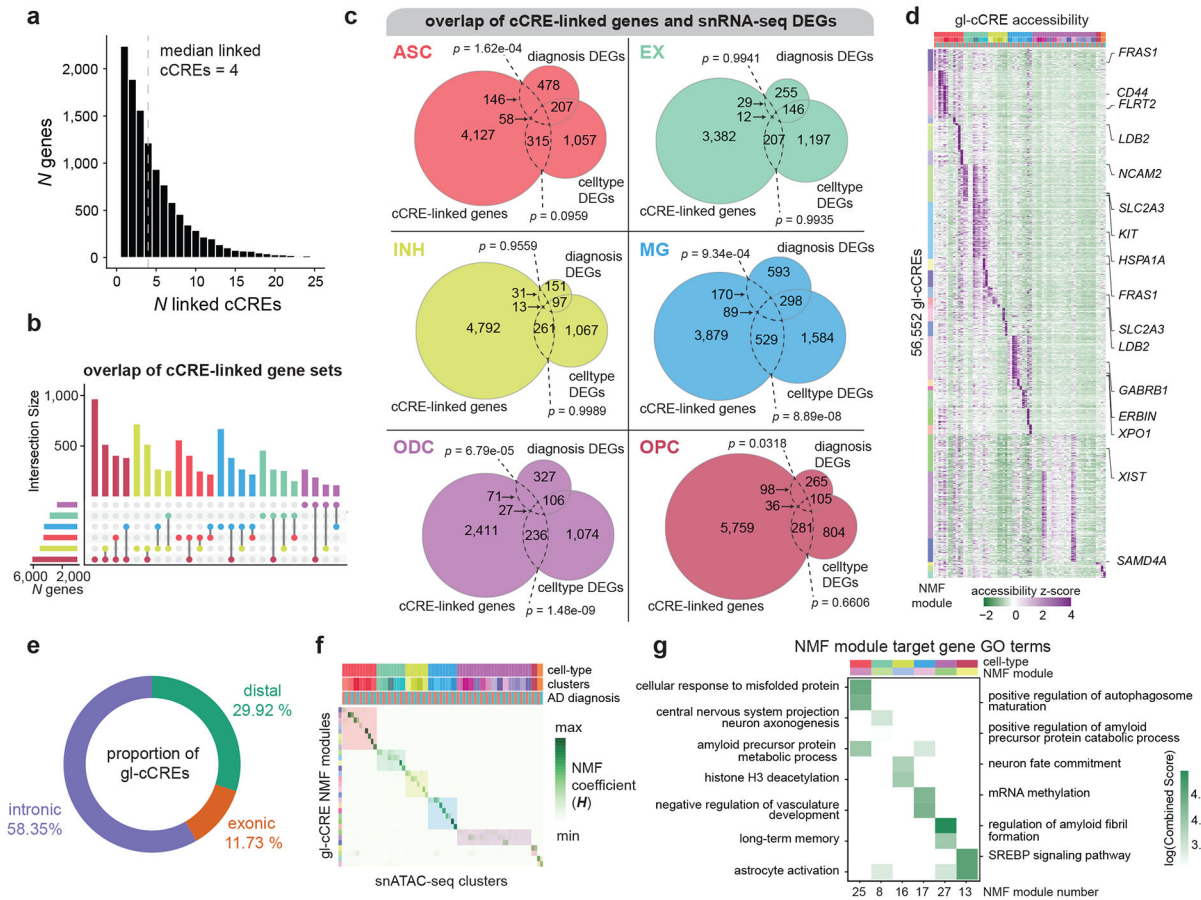 a
median linked
cCREs = 4
2,000
1,500
1,000
500
0
N genes
0
5
10
15
20
25
N linked cCREs
b
overlap of cCRE-linked gene sets
1,000
500
Intersection Size
6,000
2,000
N genes
c
overlap of cCRE-linked genes and snRNA-seq DEGs
ASC
p = 1.62e-04
diagnosis DEGs
478
146
207
58
4,127
315
1,057
celltype
DEGs
cCRE-linked genes
p = 0.0959
EX
p = 0.9941
diagnosis DEGs
255
29
146
12
3,382
207
1,197
celltype
DEGs
cCRE-linked genes
p = 0.9935
INH
p = 0.9559
diagnosis
DEGs
151
31
97
13
4,792
261
1,067
celltype
DEGs
cCRE-linked genes
p = 0.9989
MG
p = 9.34e-04
diagnosis DEGs
593
170
298
89
3,879
529
1,584
celltype DEGs
cCRE-linked genes
p = 8.89e-08
ODC
p = 6.79e-05
diagnosis DEGs
327
71
106
27
2,411
236
1,074
celltype DEGs
cCRE-linked genes
p = 1.48e-09
OPC
p = 0.0318
diagnosis
DEGs
265
98
105
36
5,759
281
804
celltype
DEGs
cCRE-linked genes
p = 0.6606
d
gl-cCRE accessibility
56,552 gl-cCREs
FRAS1
CD44
FLRT2
LDB2
NCAM2
SLC2A3
KIT
HSPA1A
FRAS1
SLC2A3
LDB2
GABRB1
ERBIN
XPO1
XIST
SAMD4A
NMF
module
accessibility z-score
−2
0
2
4
e
distal
29.92 %
proportion of
gl-cCREs
intronic
58.35%
exonic
11.73 %
f
cell-type
clusters
AD diagnosis
gl-cCRE NMF modules
max
NMF
coefficient
(H)
min
snATAC-seq clusters
g
NMF module target gene GO terms
cell-type
NMF module
cellular response to misfolded protein
positive regulation of autophagosome
maturation
central nervous system projection
neuron axonogenesis
positive regulation of amyloid
precursor protein catabolic process
amyloid precursor protein
metabolic process
neuron fate commitment
histone H3 deacetylation
mRNA methylation
negative regulation of vasculature
development
regulation of amyloid fibril
formation
long-term memory
SREBP signaling pathway
astrocyte activation
25
8
16
17
27
13
NMF module number
log(Combined Score)
4.
4.
3.